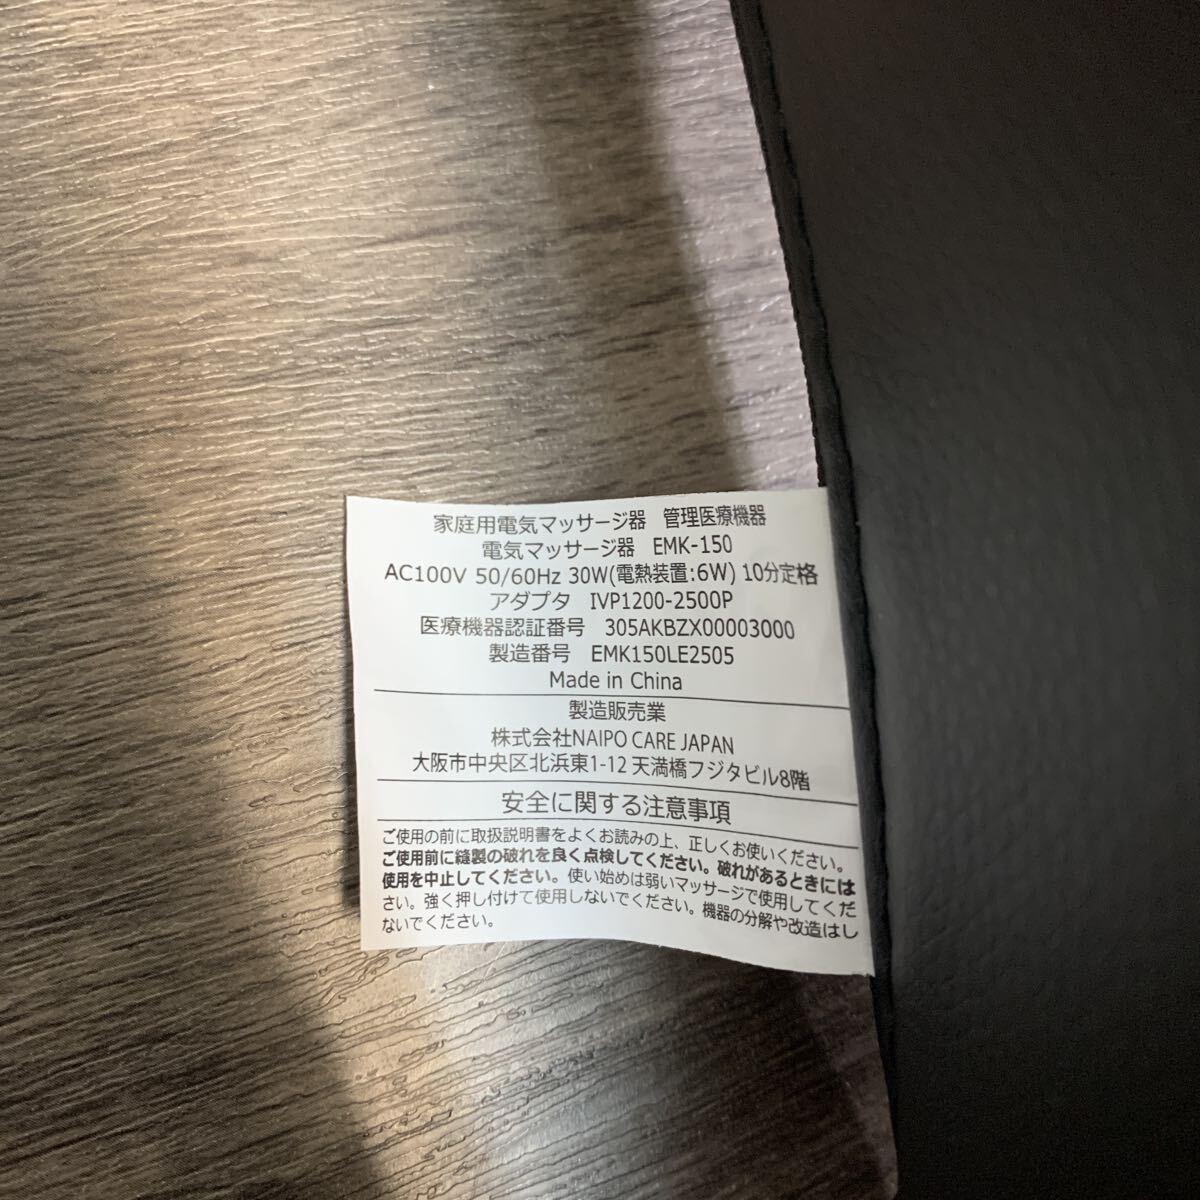 家庭用電気マッサージ器　管理医療機器
電気マッサージ器　EMK-150
AC100V 50/60Hz 30W(電熱装置:6W) 10分定格
アダプタ　IVP1200-2500P
医療機器認証番号　305AKBZX00003000
製造番号　EMK150LE2505
Made in China
製造販売業
株式会社NAIPO CARE JAPAN
大阪市中央区北浜東1-12 天満橋フジタビル8階
安全に関する注意事項
ご使用の前に取扱説明書をよくお読みの上、正しくお使いください。
ご使用前に縫製の破れを良く点検してください。破れがあるときには
使用を中止してください。使い始めは弱いマッサージで使用してくだ
さい。強く押し付けて使用しないでください。機器の分解や改造はし
ないでください。